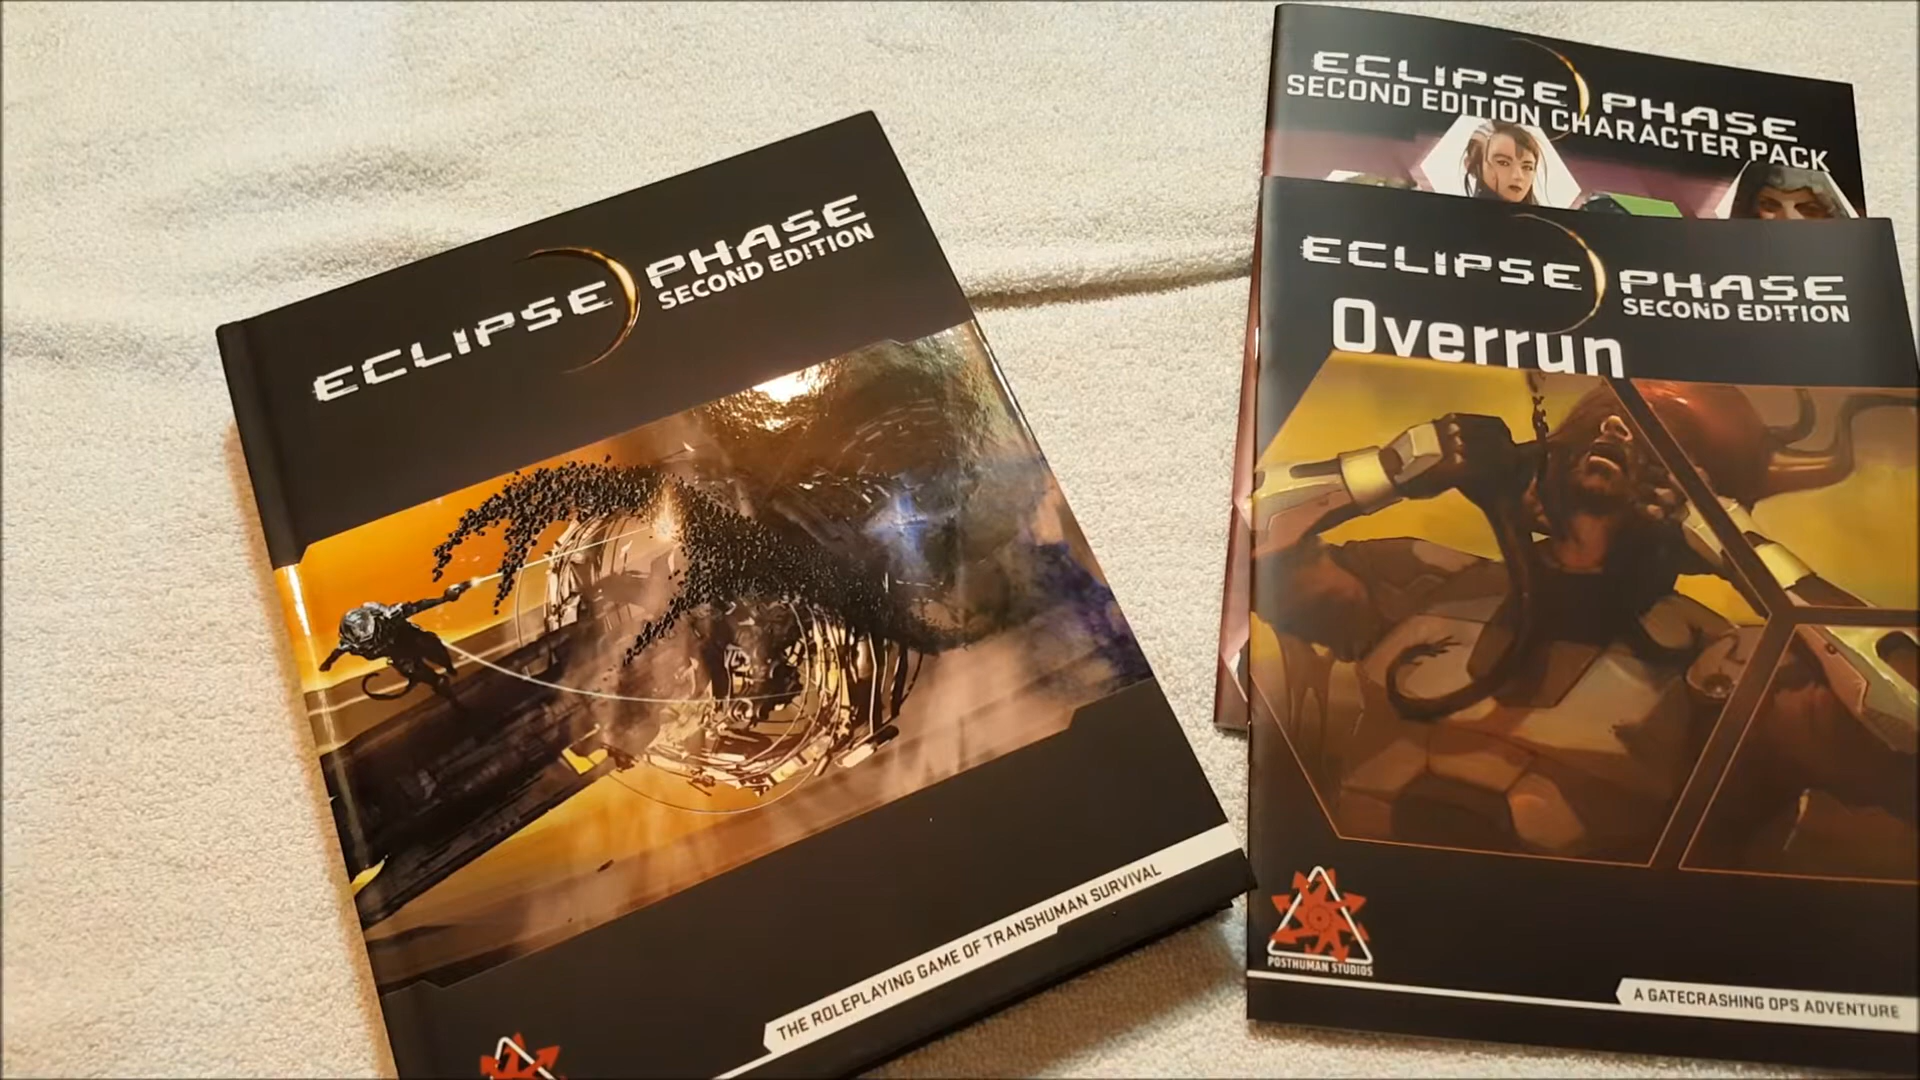 ECLIPSE PHASE
SECOND EDITION
THE ROLEPLAYING GAME OF TRANSHUMAN SURVIVAL
ECLIPSE PHASE
SECOND EDITION CHARACTER PACK
ECLIPSE PHASE
SECOND EDITION
Overrun
POSTHUMAN STUDIOS
A GATECRASHING OPS ADVENTURE